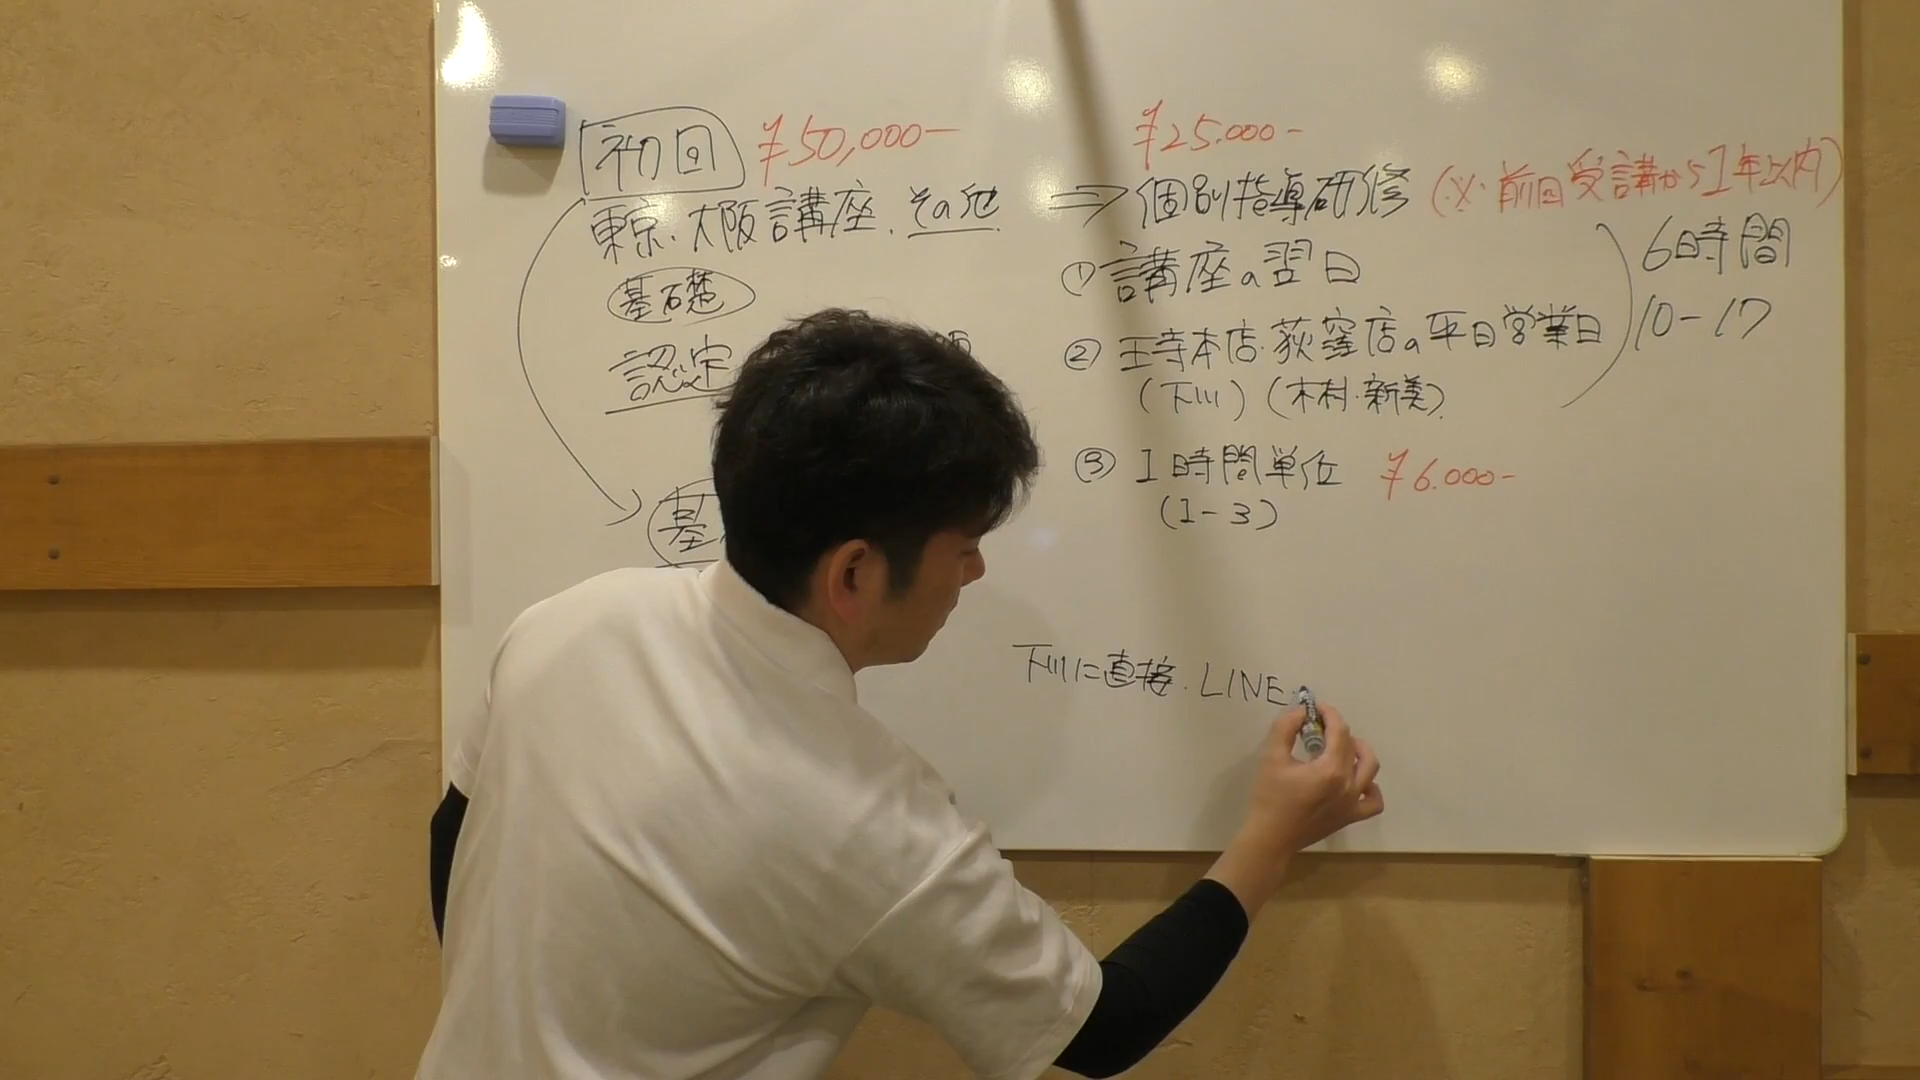 初回 ¥50,000-
東京・大阪講座、その他
基礎
認定
基
¥25.000-
⇒個別指導研修 (※前回受講から1年以内)
①講座の翌日
②王寺本店・荻窪店の平日営業日
(下川)(木村・新美)
6時間
10-17
③1時間単位 ¥6.000-
(1-3)
下川に直接. LINE